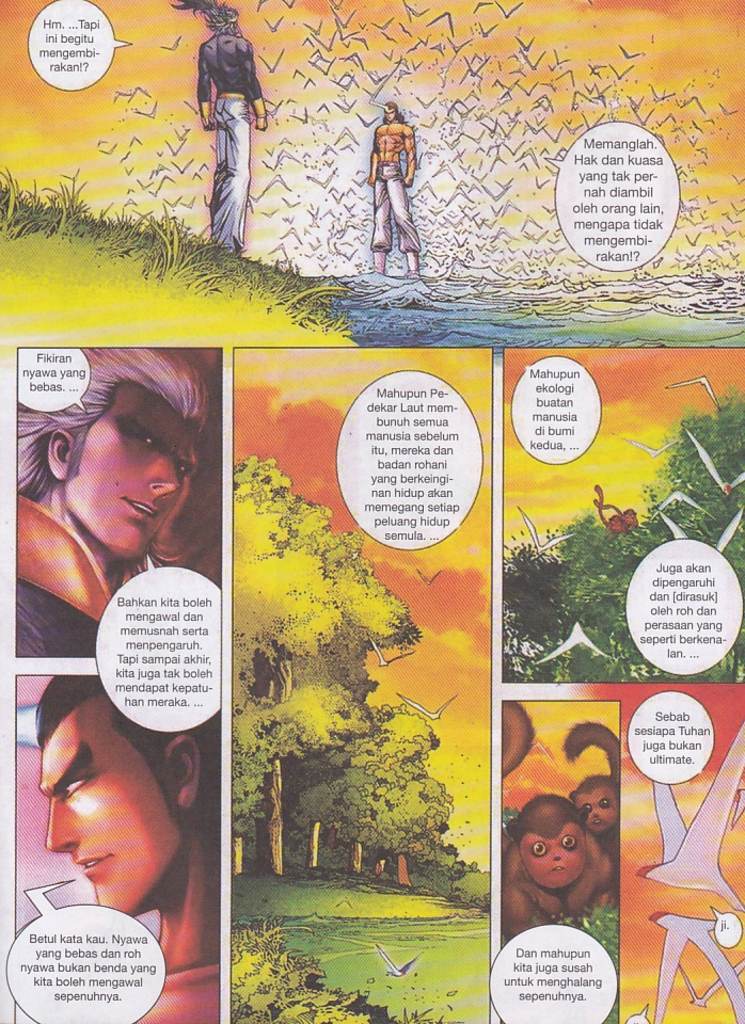 Hm. ...Tapi
ini begitu
mengembi-
rakan!?
Memanglah.
Hak dan kuasa
yang tak per-
nah diambil
oleh orang lain,
mengapa tidak
mengembi-
rakan!?
Fikiran
nyawa yang
bebas. ...
Bahkan kita boleh
mengawal dan
memusnah serta
menpengaruh.
Tapi sampai akhir,
kita juga tak boleh
mendapat kepatu-
han meraka. ...
Betul kata kau. Nyawa
yang bebas dan roh
nyawa bukan benda yang
kita boleh mengawal
sepenuhnya.
Mahupun Pe-
dekar Laut mem-
bunuh semua
manusia sebelum
itu, mereka dan
badan rohani
yang berkeingi-
nan hidup akan
memegang setiap
peluang hidup
semula. ...
Mahupun
ekologi
buatan
manusia
di bumi
kedua, ...
Juga akan
dipengaruhi
dan [dirasuk]
oleh roh dan
perasaan yang
seperti berkena-
lan. ...
Dan mahupun
kita juga susah
untuk menghalang
sepenuhnya.
Sebab
sesiapa Tuhan
juga bukan
ultimate.
ji.